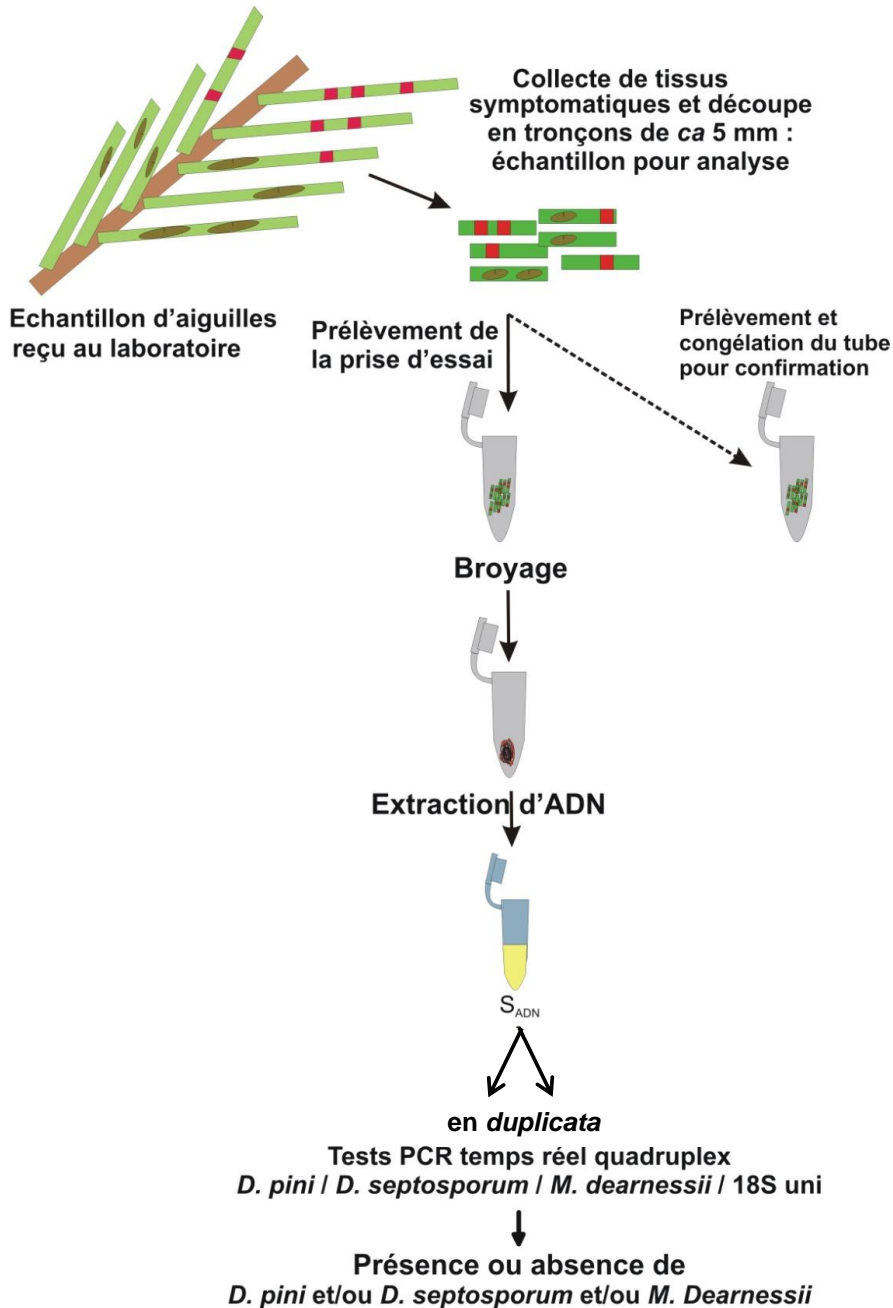 Collecte de tissus
symptomatiques et découpe
en tronçons de ca 5 mm :
échantillon pour analyse
Echantillon d'aiguilles
reçu au laboratoire
Prélèvement de
la prise d'essai
Prélèvement et
congélation du tube
pour confirmation
Broyage
Extraction d'ADN
SADN
en duplicata
Tests PCR temps réel quadruplex
D. pini / D. septosporum / M. dearnessii / 18S uni
Présence ou absence de
D. pini et/ou D. septosporum et/ou M. Dearnessii